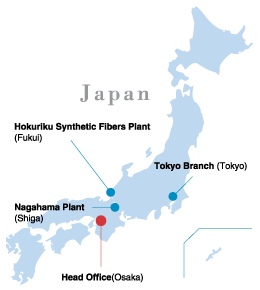 Japan
Hokuriku Synthetic Fibers Plant
(Fukui)
Tokyo Branch (Tokyo)
Nagahama Plant
(Shiga)
Head Office(Osaka)